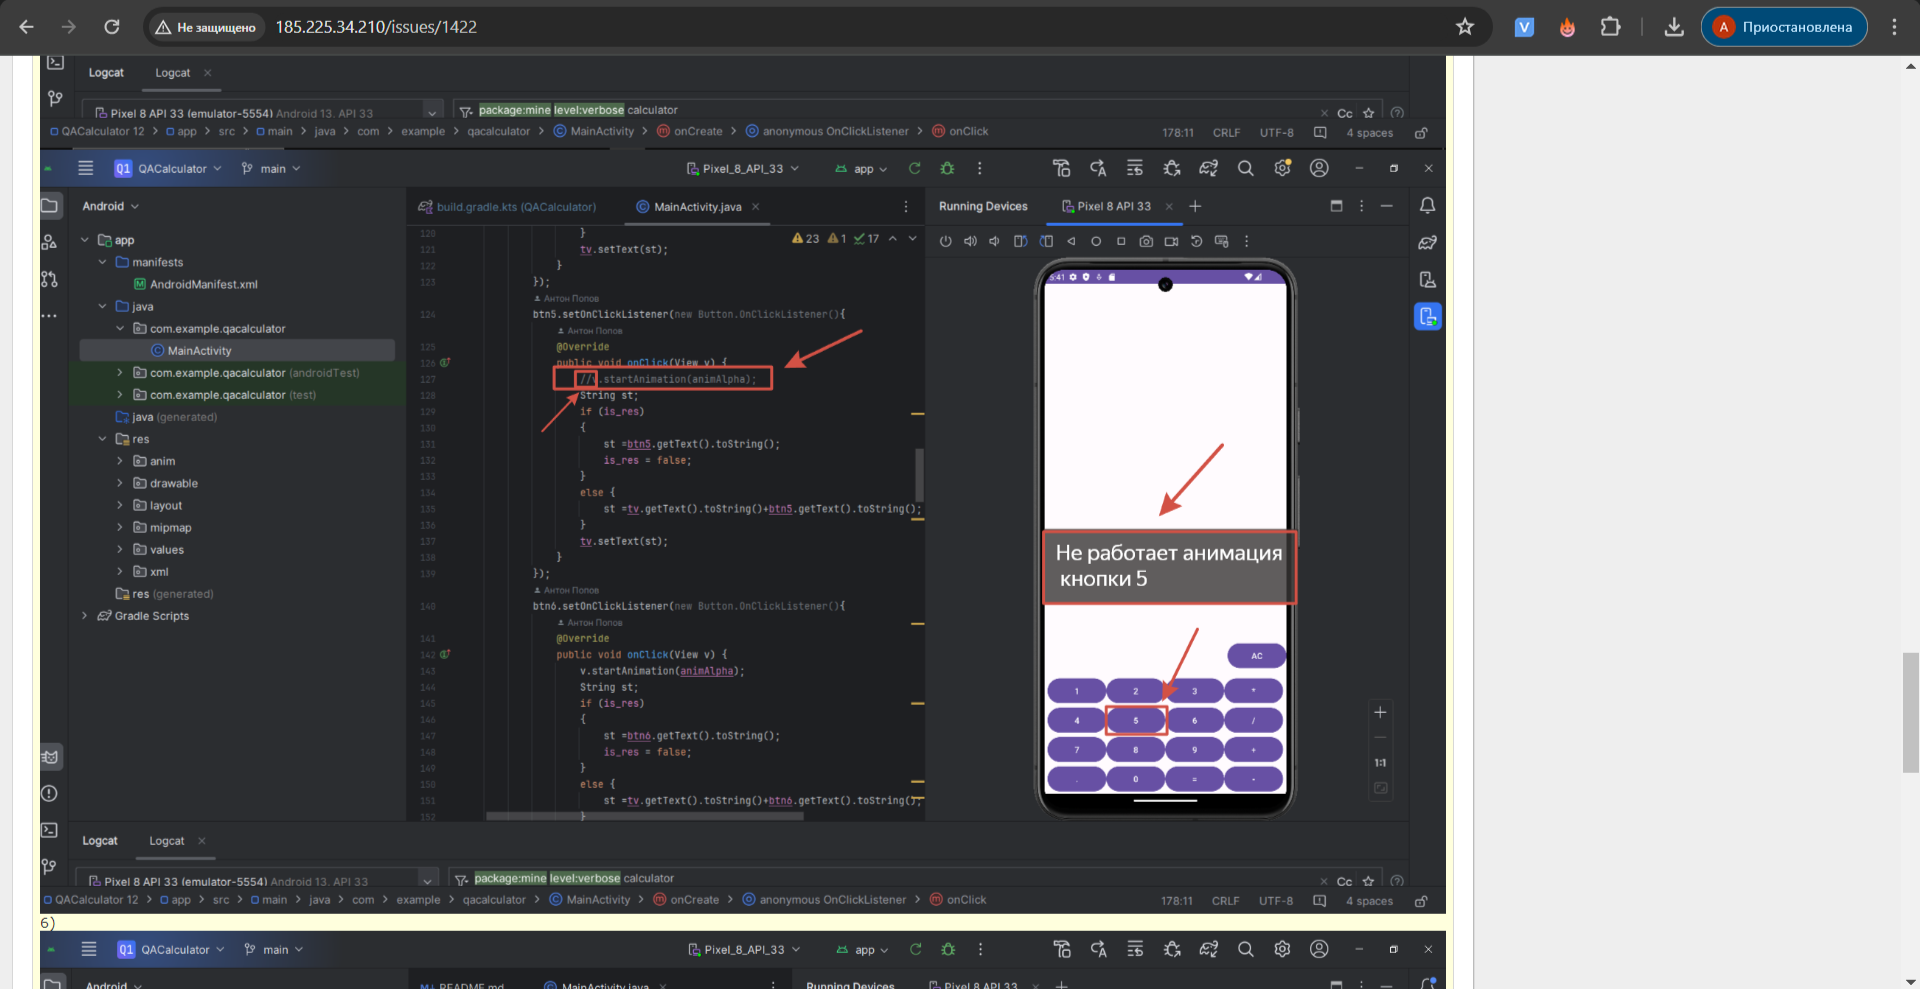 Не защищено
185.225.34.210/issues/1422
A
Приостановлена
Logcat
Logcat
Pixel 8 API 33 (emulator-5554) Android 13, API 33
package:mine level:verbose calculator
Cc
QACalculator 12 > app > src > main > java > com > example > qacalculator > MainActivity > onCreate > anonymous OnClickListener > onClick
178:11 CRLF UTF-8 4 spaces
Q1 QACalculator main
Pixel_8_API_33
app
Android
build.gradle.kts (QACalculator)
MainActivity.java
Running Devices
Pixel 8 API 33
app
manifests
AndroidManifest.xml
java
com.example.qacalculator
MainActivity
com.example.qacalculator (androidTest)
com.example.qacalculator (test)
java (generated)
res
anim
drawable
layout
mipmap
values
xml
res (generated)
Gradle Scripts
23 1 17
120 }
121 tv.setText(st);
122 }
123 });
Антон Попов
124 btn5.setOnClickListener(new Button.OnClickListener(){
Антон Попов
125 @Override
126 public void onClick(View v) {
127 //v.startAnimation(animAlpha);
128 String st;
129 if (is_res)
130 {
131 st =btn5.getText().toString();
132 is_res = false;
133 }
134 else {
135 st =tv.getText().toString()+btn5.getText().toString();
136 }
137 tv.setText(st);
138 }
139 });
Антон Попов
140 btn6.setOnClickListener(new Button.OnClickListener(){
Антон Попов
141 @Override
142 public void onClick(View v) {
143 v.startAnimation(animAlpha);
144 String st;
145 if (is_res)
146 {
147 st =btn6.getText().toString();
148 is_res = false;
149 }
150 else {
151 st =tv.getText().toString()+btn6.getText().toString();
152 }
5:41
Не работает анимация
кнопки 5
AC
1 2 3 *
4 5 6 /
7 8 9 +
. 0 = -
1:1
Logcat
Logcat
Pixel 8 API 33 (emulator-5554) Android 13, API 33
package:mine level:verbose calculator
Cc
QACalculator 12 > app > src > main > java > com > example > qacalculator > MainActivity > onCreate > anonymous OnClickListener > onClick
178:11 CRLF UTF-8 4 spaces
6)
Q1 QACalculator main
Pixel_8_API_33
app
Android
README.md
MainActivity.java
Running Devices
Pixel 8 API 33